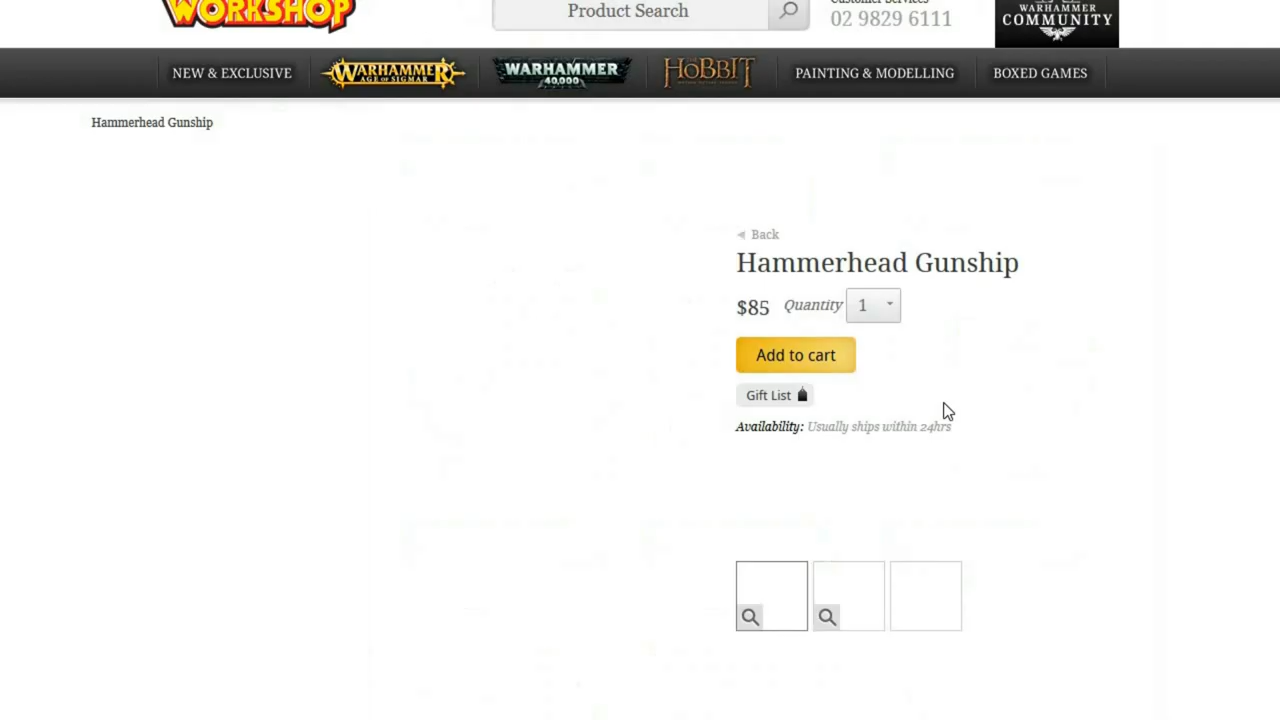 WORKSHOP
Product Search
02 9829 6111
WARHAMMER
COMMUNITY
NEW & EXCLUSIVE
WARHAMMER
AGE OF SIGMAR
WARHAMMER
40,000
THE
HOBBIT
PAINTING & MODELLING
BOXED GAMES
Hammerhead Gunship
Back
Hammerhead Gunship
$85 Quantity 1
Add to cart
Gift List
Availability: Usually ships within 24hrs